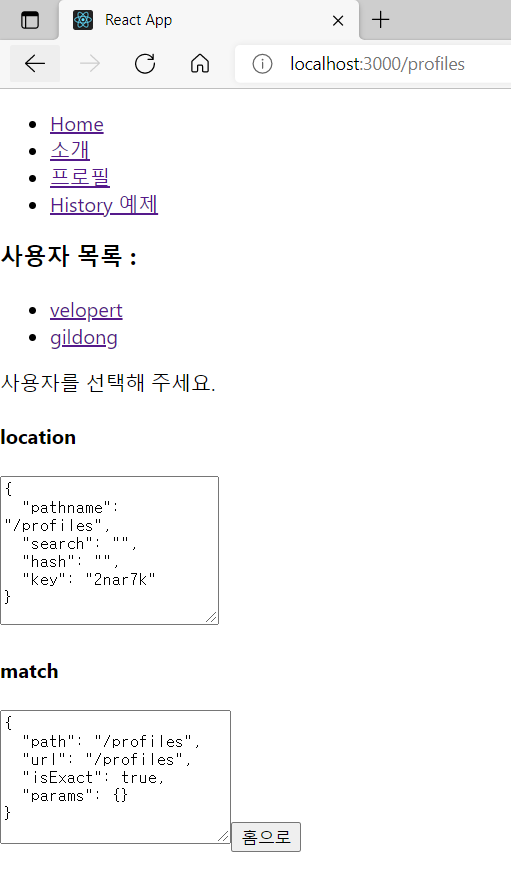 React App
localhost:3000/profiles
Home
소개
프로필
History 예제
사용자 목록 :
velopert
gildong
사용자를 선택해 주세요.
location
{
"pathname":
"/profiles",
"search": "",
"hash": "",
"key": "2nar7k"
}
match
{
"path": "/profiles",
"url": "/profiles",
"isExact": true,
"params": {}
}
홈으로